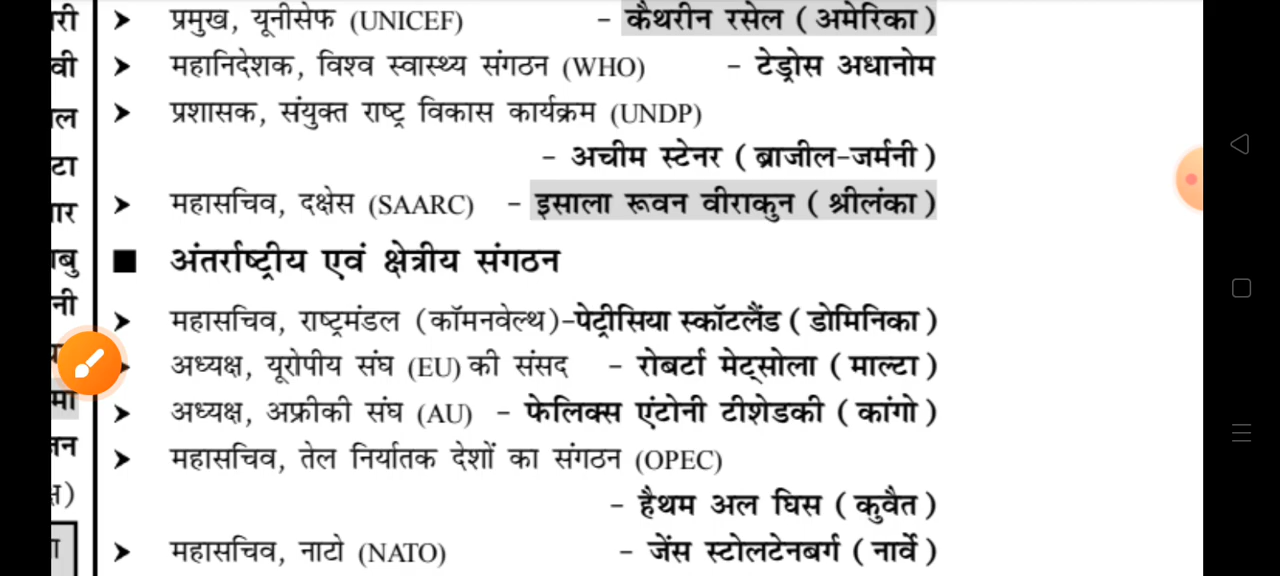 री
➤ प्रमुख, यूनीसेफ (UNICEF) – कैथरीन रसेल ( अमेरिका )
वी
➤ महानिदेशक, विश्व स्वास्थ्य संगठन (WHO) – टेड्रोस अधानोम
ल
➤ प्रशासक, संयुक्त राष्ट्र विकास कार्यक्रम (UNDP)
टा
– अचीम स्टेनर ( ब्राजील-जर्मनी )
ार
➤ महासचिव, दक्षेस (SAARC) – इसाला रूवन वीराकुन ( श्रीलंका )
बु
■ अंतर्राष्ट्रीय एवं क्षेत्रीय संगठन
नी
➤ महासचिव, राष्ट्रमंडल (कॉमनवेल्थ)–पेट्रीसिया स्कॉटलैंड ( डोमिनिका )
➤ अध्यक्ष, यूरोपीय संघ (EU) की संसद – रोबर्टा मेट्सोला ( माल्टा )
मा
➤ अध्यक्ष, अफ्रीकी संघ (AU) – फेलिक्स एंटोनी टीशेडकी ( कांगो )
न
➤ महासचिव, तेल निर्यातक देशों का संगठन (OPEC)
– हैथम अल घिस ( कुवैत )
➤ महासचिव, नाटो (NATO) – जेंस स्टोलटेनबर्ग ( नार्वे )